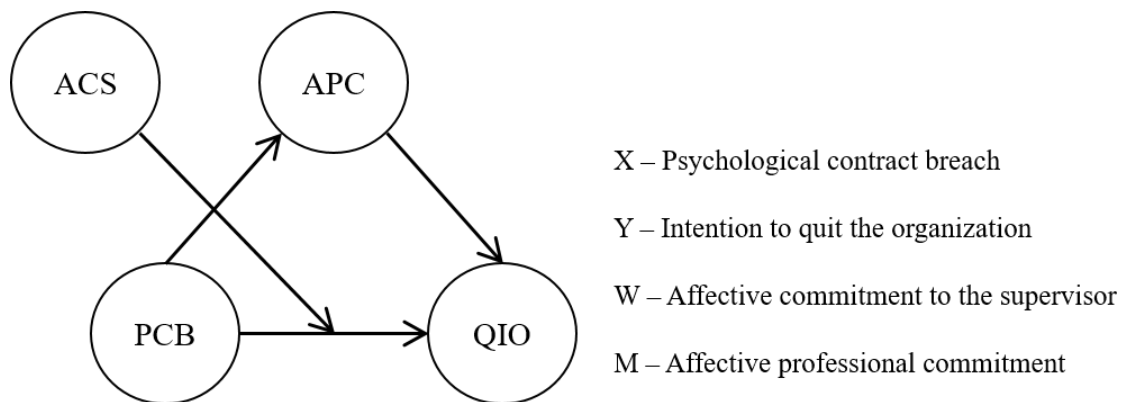 ACS
APC
PCB
QIO
X – Psychological contract breach
Y – Intention to quit the organization
W – Affective commitment to the supervisor
M – Affective professional commitment